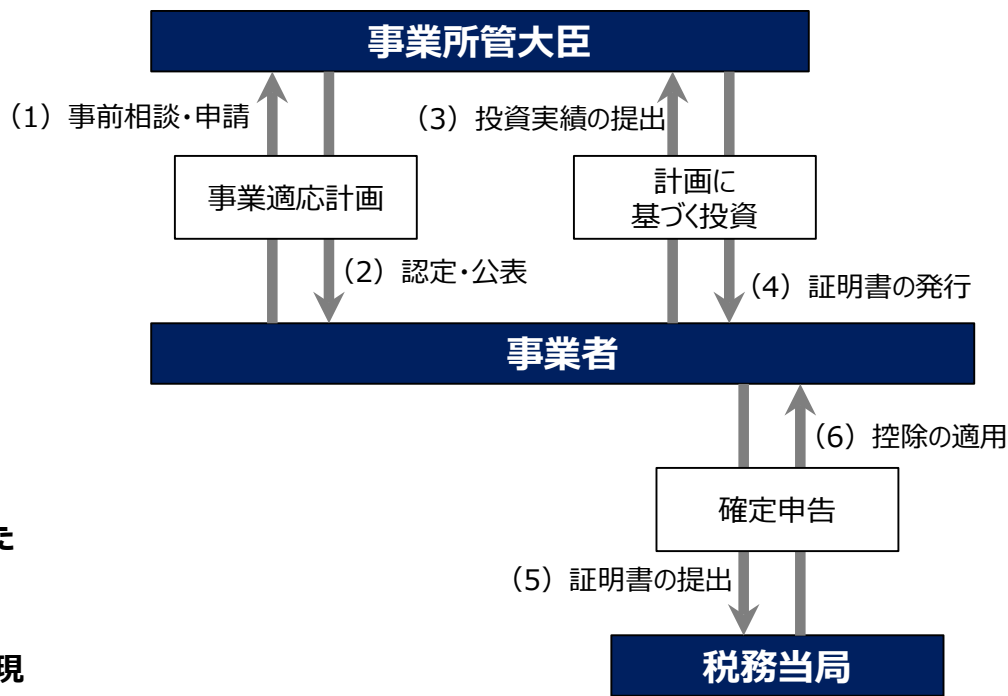 事業所管大臣
(1) 事前相談・申請
(3) 投資実績の提出
事業適応計画
計画に
基づく投資
(2) 認定・公表
(4) 証明書の発行
事業者
(6) 控除の適用
確定申告
た
(5) 証明書の提出
現
税務当局